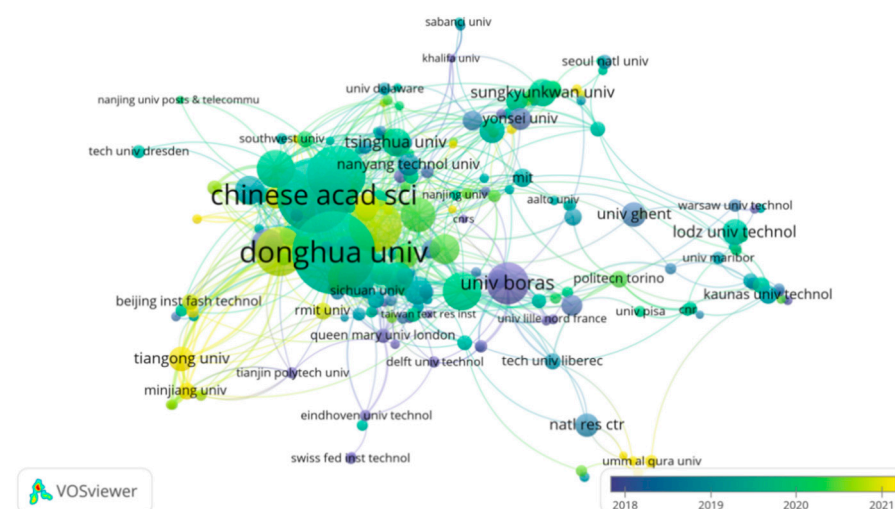 sabanci univ
khalifa univ
seoul natl univ
univ delaware
sungkyunkwan univ
nanjing univ posts & telecommu
yonsei univ
southwest univ
tsinghua univ
tech univ dresden
nanyang technol univ
mit
chinese acad sci
nanjing univ
aalto univ
warsaw univ technol
cnrs
univ ghent
lodz univ technol
donghua univ
univ maribor
sichuan univ
univ boras
politecn torino
kaunas univ technol
beijing inst fash technol
rmit univ
taiwan text res inst
univ lille nord france
univ pisa
cnr
queen mary univ london
tiangong univ
delft univ technol
tech univ liberec
tianjin polytech univ
minjiang univ
eindhoven univ technol
natl res ctr
swiss fed inst technol
umm al qura univ
VOSviewer
2018
2019
2020
2021